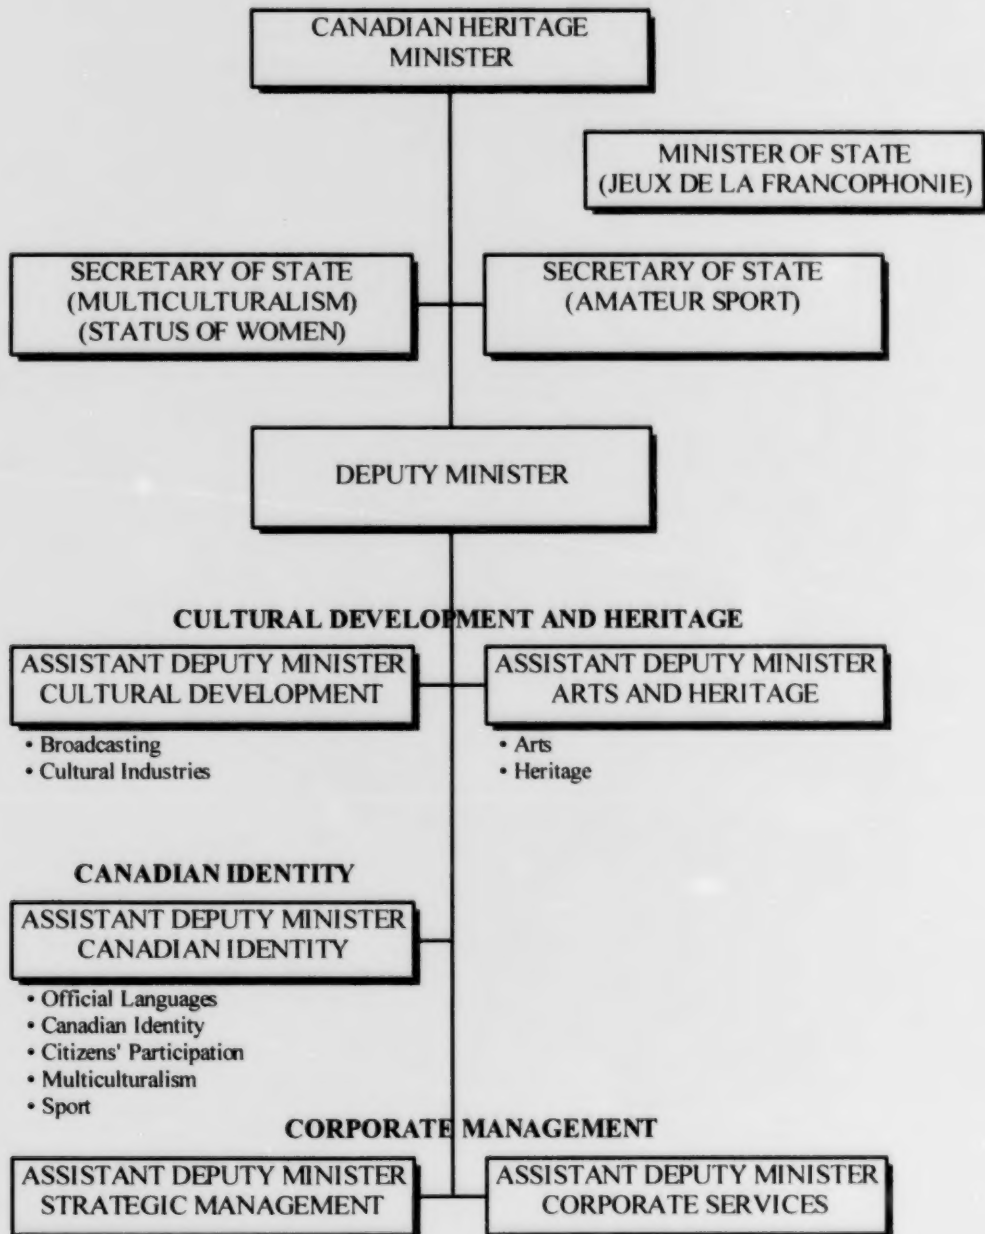 CANADIAN HERITAGE
MINISTER
MINISTER OF STATE
(JEUX DE LA FRANCOPHONIE)
SECRETARY OF STATE
(MULTICULTURALISM)
(STATUS OF WOMEN)
SECRETARY OF STATE
(AMATEUR SPORT)
DEPUTY MINISTER
CULTURAL DEVELOPMENT AND HERITAGE
ASSISTANT DEPUTY MINISTER
CULTURAL DEVELOPMENT
• Broadcasting
• Cultural Industries
ASSISTANT DEPUTY MINISTER
ARTS AND HERITAGE
• Arts
• Heritage
CANADIAN IDENTITY
ASSISTANT DEPUTY MINISTER
CANADIAN IDENTITY
• Official Languages
• Canadian Identity
• Citizens' Participation
• Multiculturalism
• Sport
CORPORATE MANAGEMENT
ASSISTANT DEPUTY MINISTER
STRATEGIC MANAGEMENT
ASSISTANT DEPUTY MINISTER
CORPORATE SERVICES